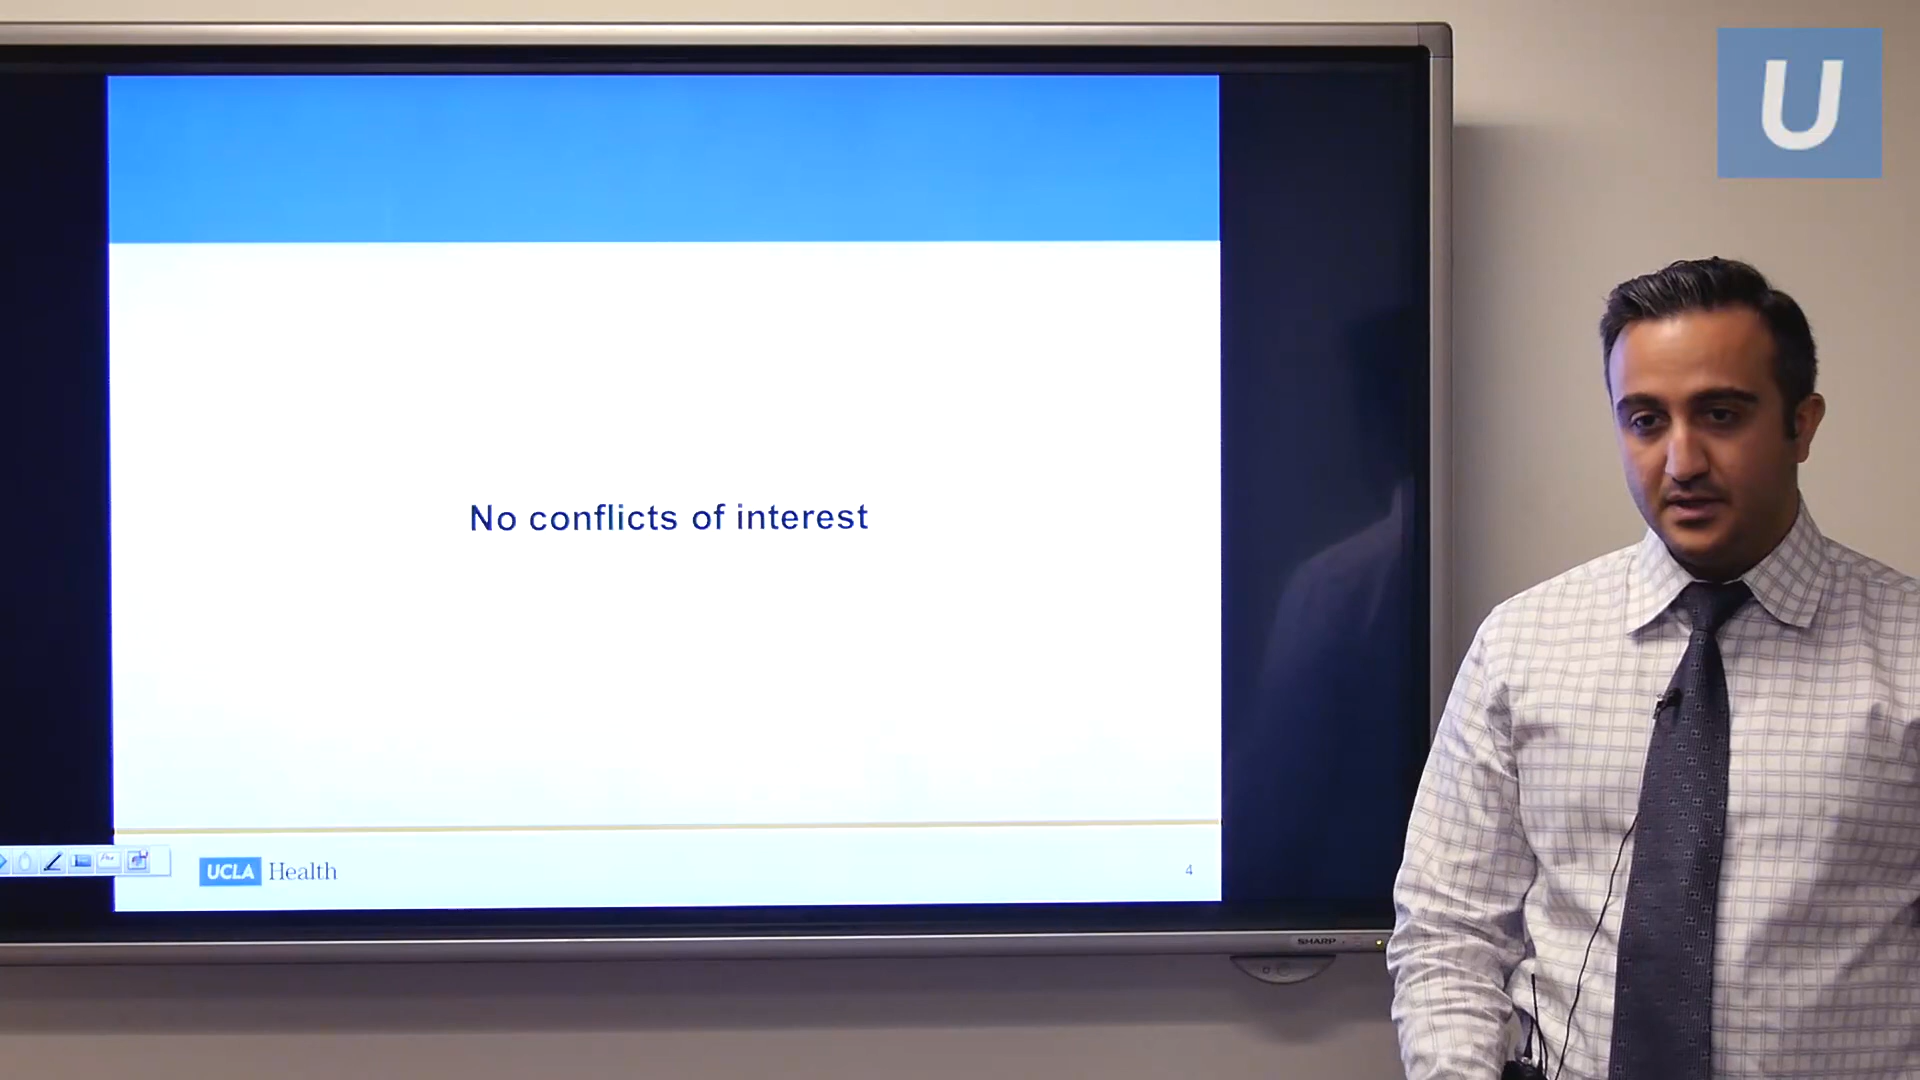 U
No conflicts of interest
UCLA Health
4
SHARP